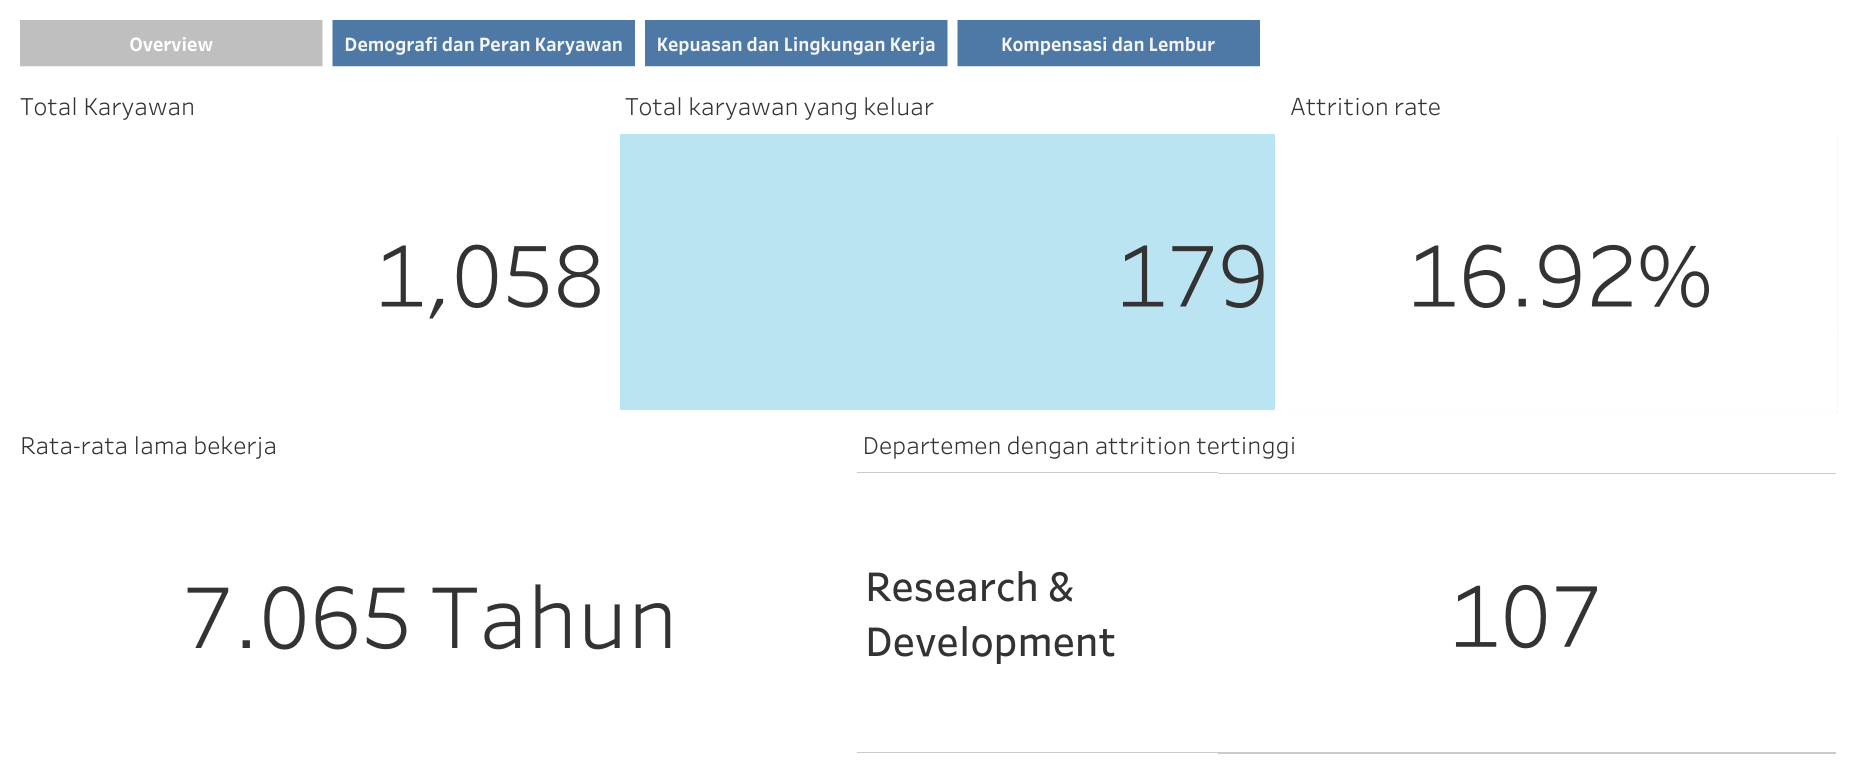 Overview
Demografi dan Peran Karyawan
Kepuasan dan Lingkungan Kerja
Kompensasi dan Lembur
Total Karyawan
1,058
Total karyawan yang keluar
179
Attrition rate
16.92%
Rata-rata lama bekerja
7.065 Tahun
Departemen dengan attrition tertinggi
Research &
Development
107